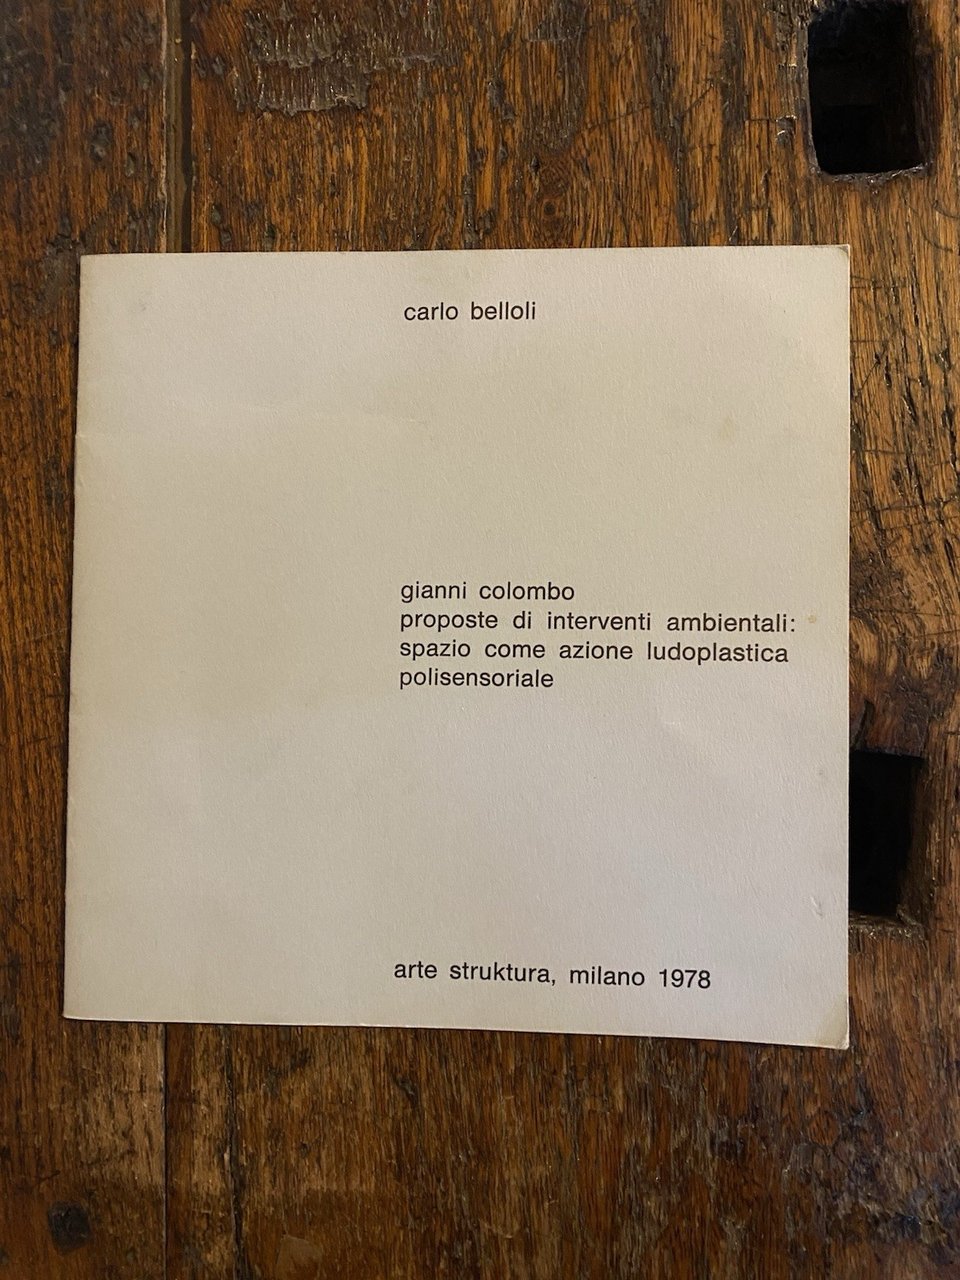 carlo belloli
gianni colombo
proposte di interventi ambientali:
spazio come azione ludoplastica
polisensoriale
arte struktura, milano 1978